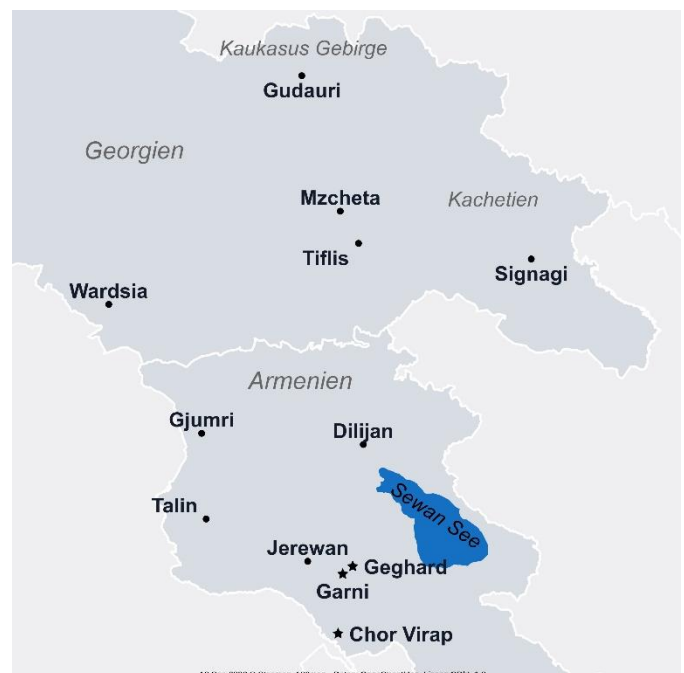 Kaukasus Gebirge
Gudauri
Georgien
Mzcheta
Kachetien
Tiflis
Signagi
Wardsia
Armenien
Gjumri
Dilijan
Sewan See
Talin
Jerewan
Geghard
Garni
Chor Virap